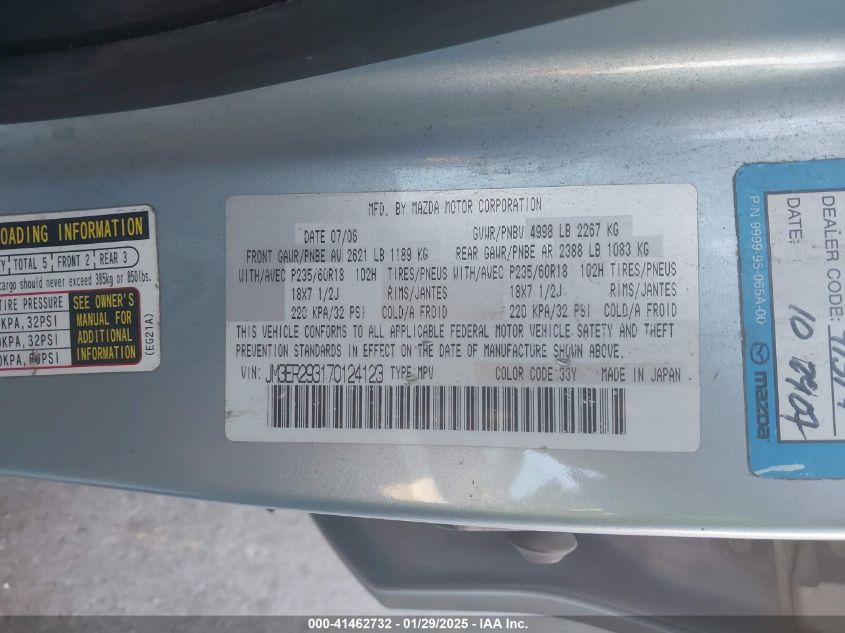 OADING INFORMATION
Y TOTAL 5 FRONT 2 REAR 3
cargo should never exceed 385kg or 850lbs.
TIRE PRESSURE
KPA, 32PSI
KPA, 32PSI
0KPA, PSI
SEE OWNER'S
MANUAL FOR
ADDITIONAL
INFORMATION
(EG21A)
MFD. BY MAZDA MOTOR CORPORATION
DATE 07/06 GVWR/PNBV 4998 LB 2267 KG
FRONT GAWR/PNBE AV 2621 LB 1189 KG REAR GAWR/PNBE AR 2388 LB 1083 KG
WITH/AVEC P235/60R18 102H TIRES/PNEUS WITH/AVEC P235/60R18 102H TIRES/PNEUS
18X7 1/2J RIMS/JANTES 18X7 1/2J RIMS/JANTES
220 KPA/32 PSI COLD/A FROID 220 KPA/32 PSI COLD/A FROID
THIS VEHICLE CONFORMS TO ALL APPLICABLE FEDERAL MOTOR VEHICLE SAFETY AND THEFT
PREVENTION STANDARDS IN EFFECT ON THE DATE OF MANUFACTURE SHOWN ABOVE.
VIN: JM3ER293170124123 TYPE:MPV COLOR CODE:33Y MADE IN JAPAN
P/N 9999-95-065A-00
mazda
DATE:
DEALER CODE:
000-41462732 - 01/29/2025 - IAA Inc.